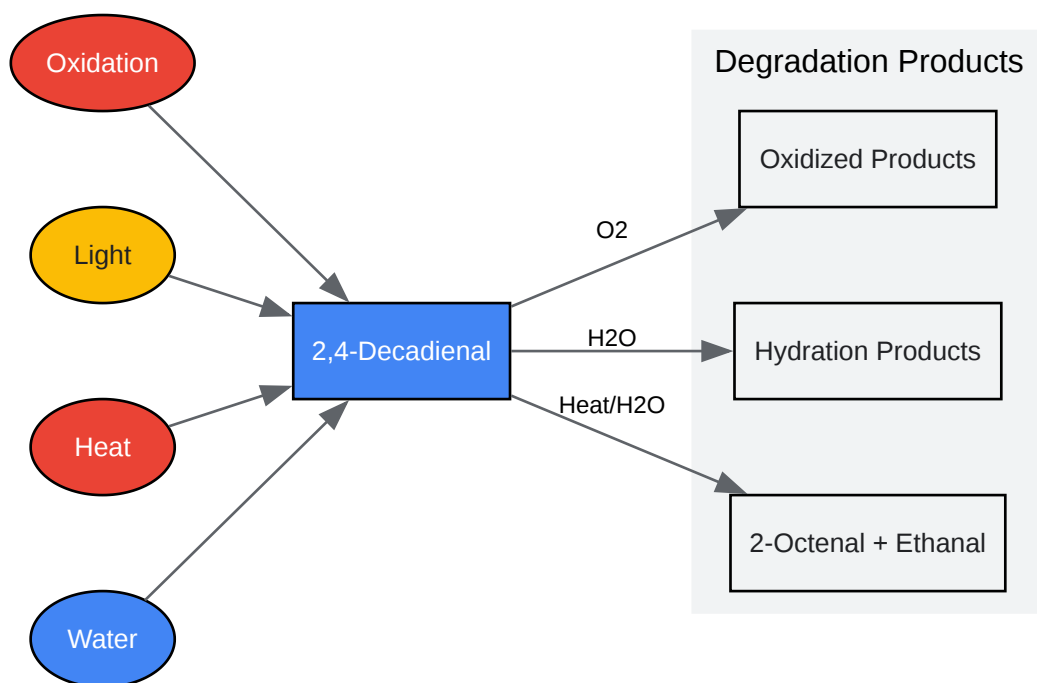 Oxidation
Light
Heat
Water
2,4-Decadienal
O2
H2O
Heat/H2O
Degradation Products
Oxidized Products
Hydration Products
2-Octenal + Ethanal